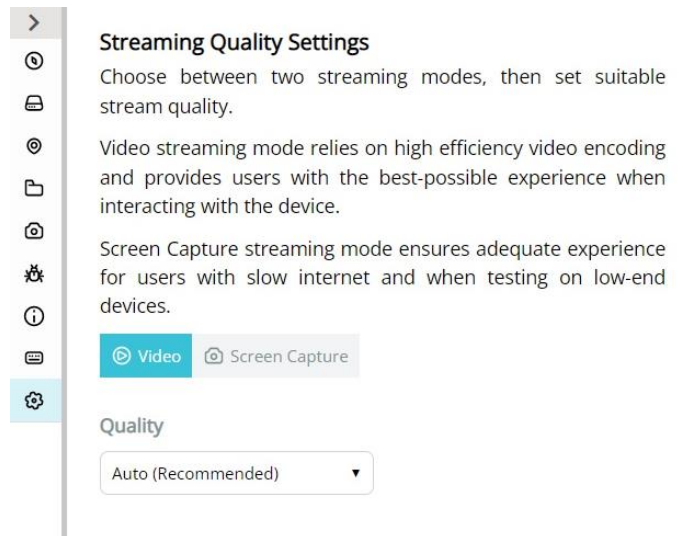 Streaming Quality Settings
Choose between two streaming modes, then set suitable
stream quality.
Video streaming mode relies on high efficiency video encoding
and provides users with the best-possible experience when
interacting with the device.
Screen Capture streaming mode ensures adequate experience
for users with slow internet and when testing on low-end
devices.
Video Screen Capture
Quality
Auto (Recommended)